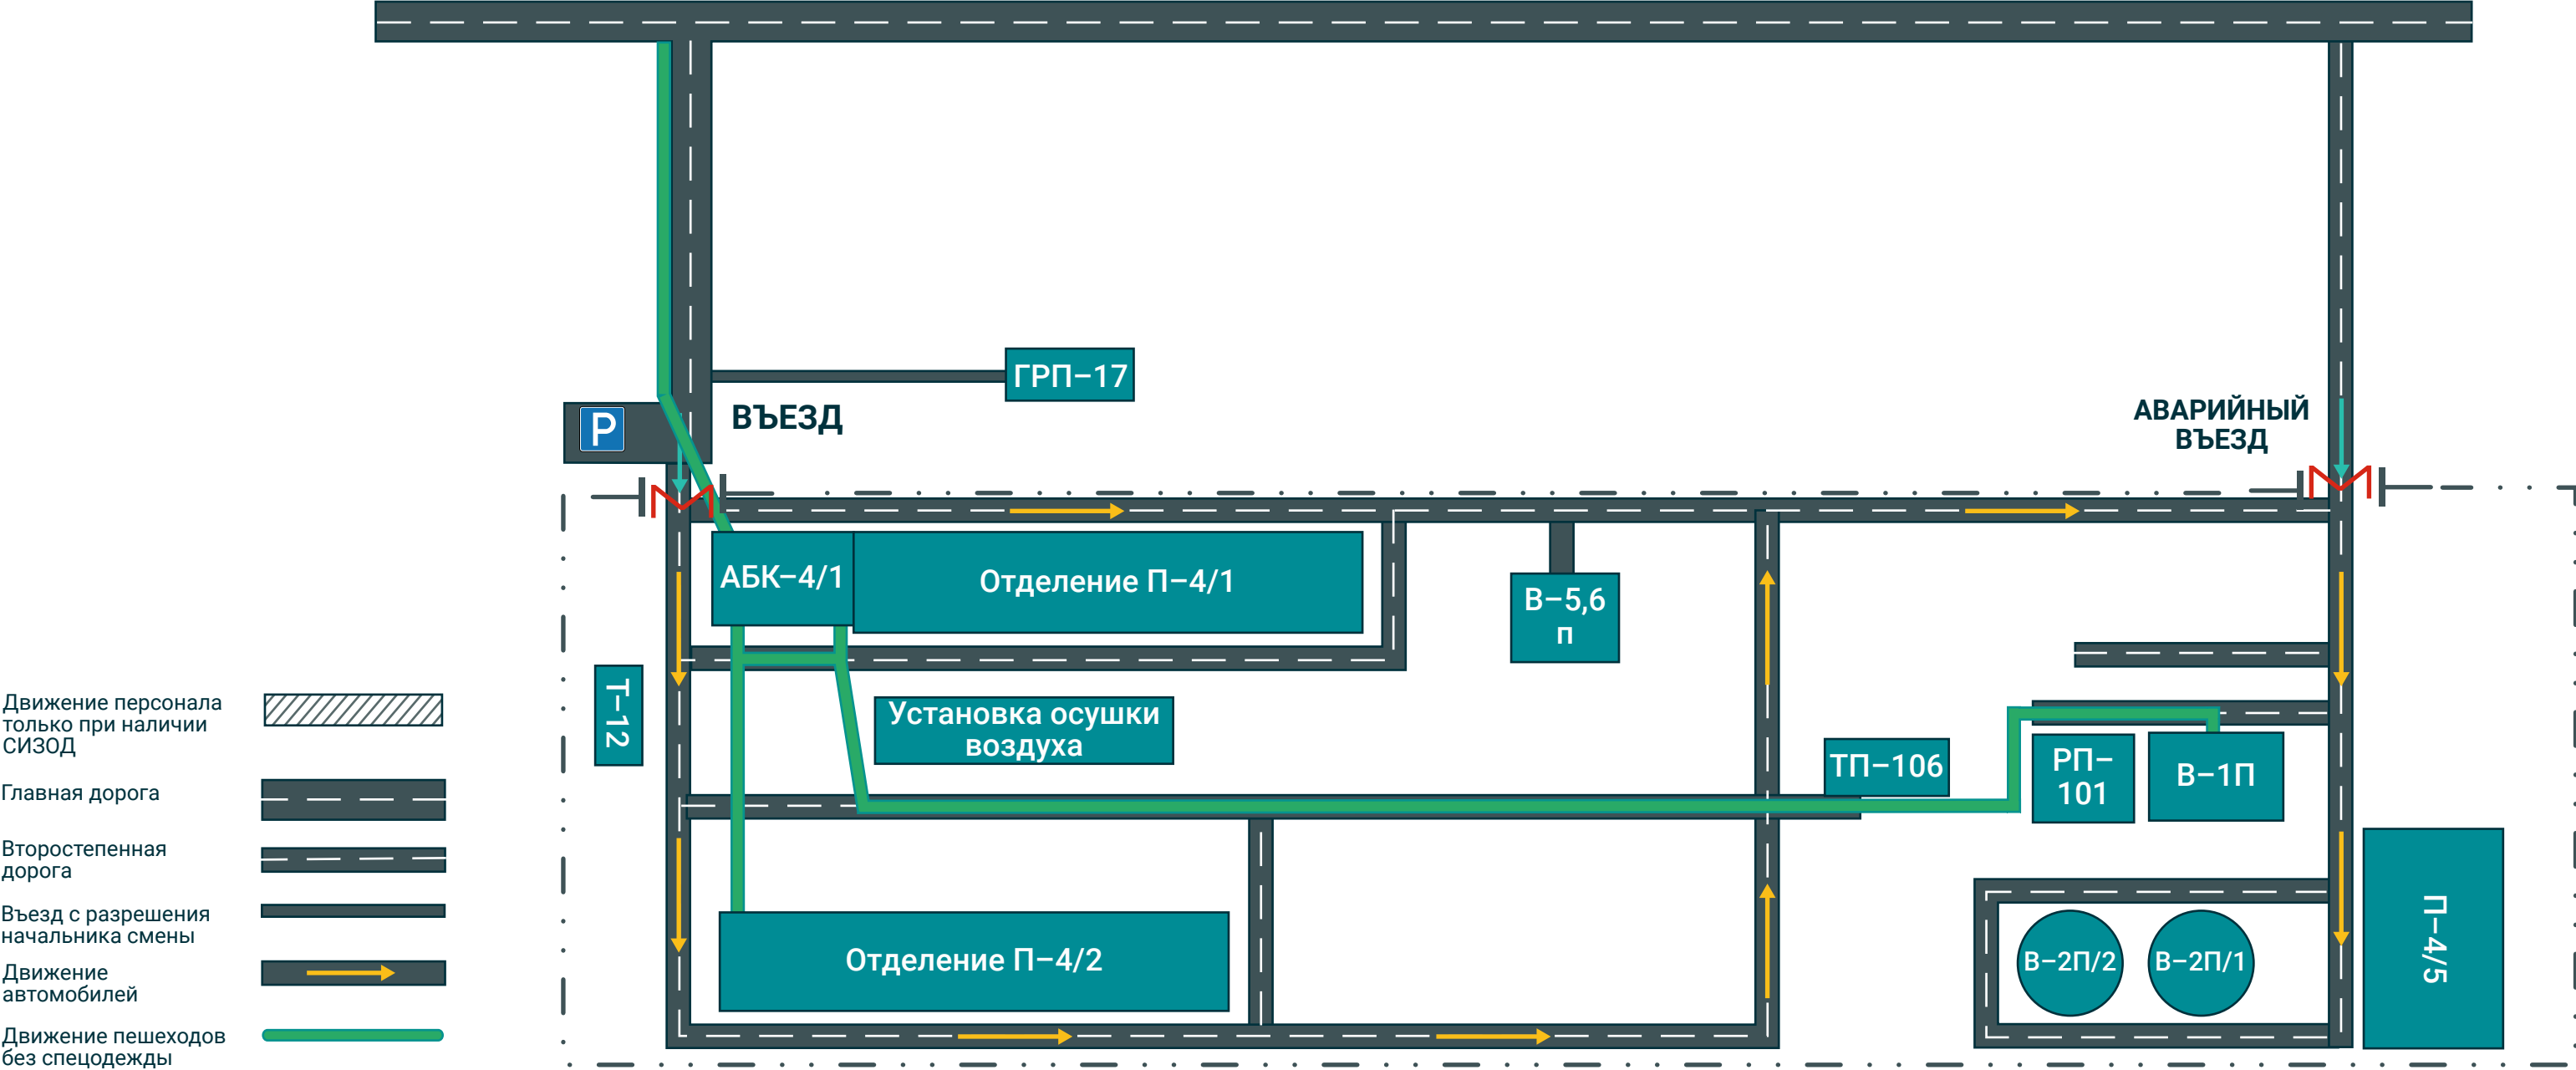 ГРП–17
ВЪЕЗД
P
АВАРИЙНЫЙ
ВЪЕЗД
АБК–4/1
Отделение П–4/1
В–5,6
п
Т–12
Установка осушки
воздуха
ТП–106
РП–
101
В–1П
Отделение П–4/2
В–2П/2
В–2П/1
П–4/5
Движение персонала
только при наличии
СИЗОД
Главная дорога
Второстепенная
дорога
Въезд с разрешения
начальника смены
Движение
автомобилей
Движение пешеходов
без спецодежды